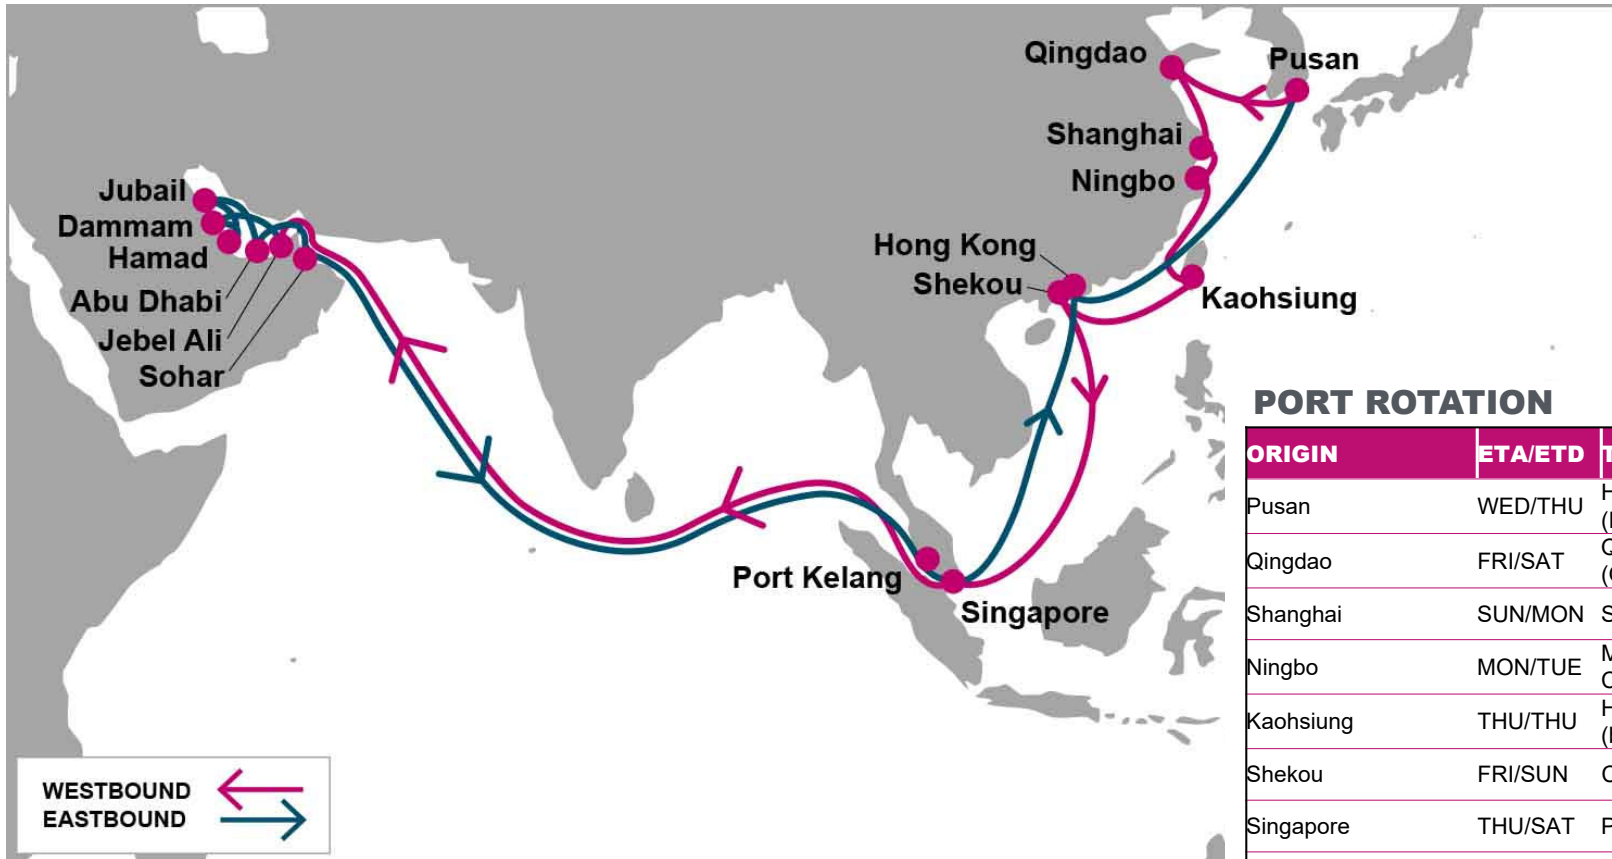 Qingdao
Pusan
Shanghai
Ningbo
Jubail
Dammam
Hamad
Abu Dhabi
Jebel Ali
Sohar
Hong Kong
Shekou
Kaohsiung
Port Kelang
Singapore
WESTBOUND
EASTBOUND
PORT ROTATION
ORIGIN ETA/ETD
Pusan WED/THU
Qingdao FRI/SAT
Shanghai SUN/MON
Ningbo MON/TUE
Kaohsiung THU/THU
Shekou FRI/SUN
Singapore THU/SAT